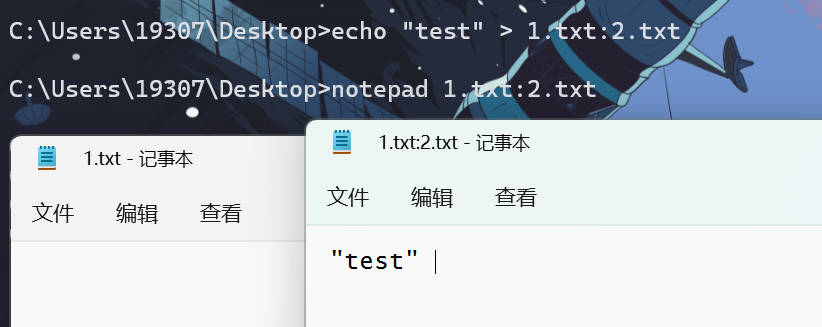 C:\Users\19307\Desktop>echo "test" > 1.txt:2.txt
C:\Users\19307\Desktop>notepad 1.txt:2.txt
1.txt - 记事本
文件 编辑 查看
1.txt:2.txt - 记事本
文件 编辑 查看
"test"